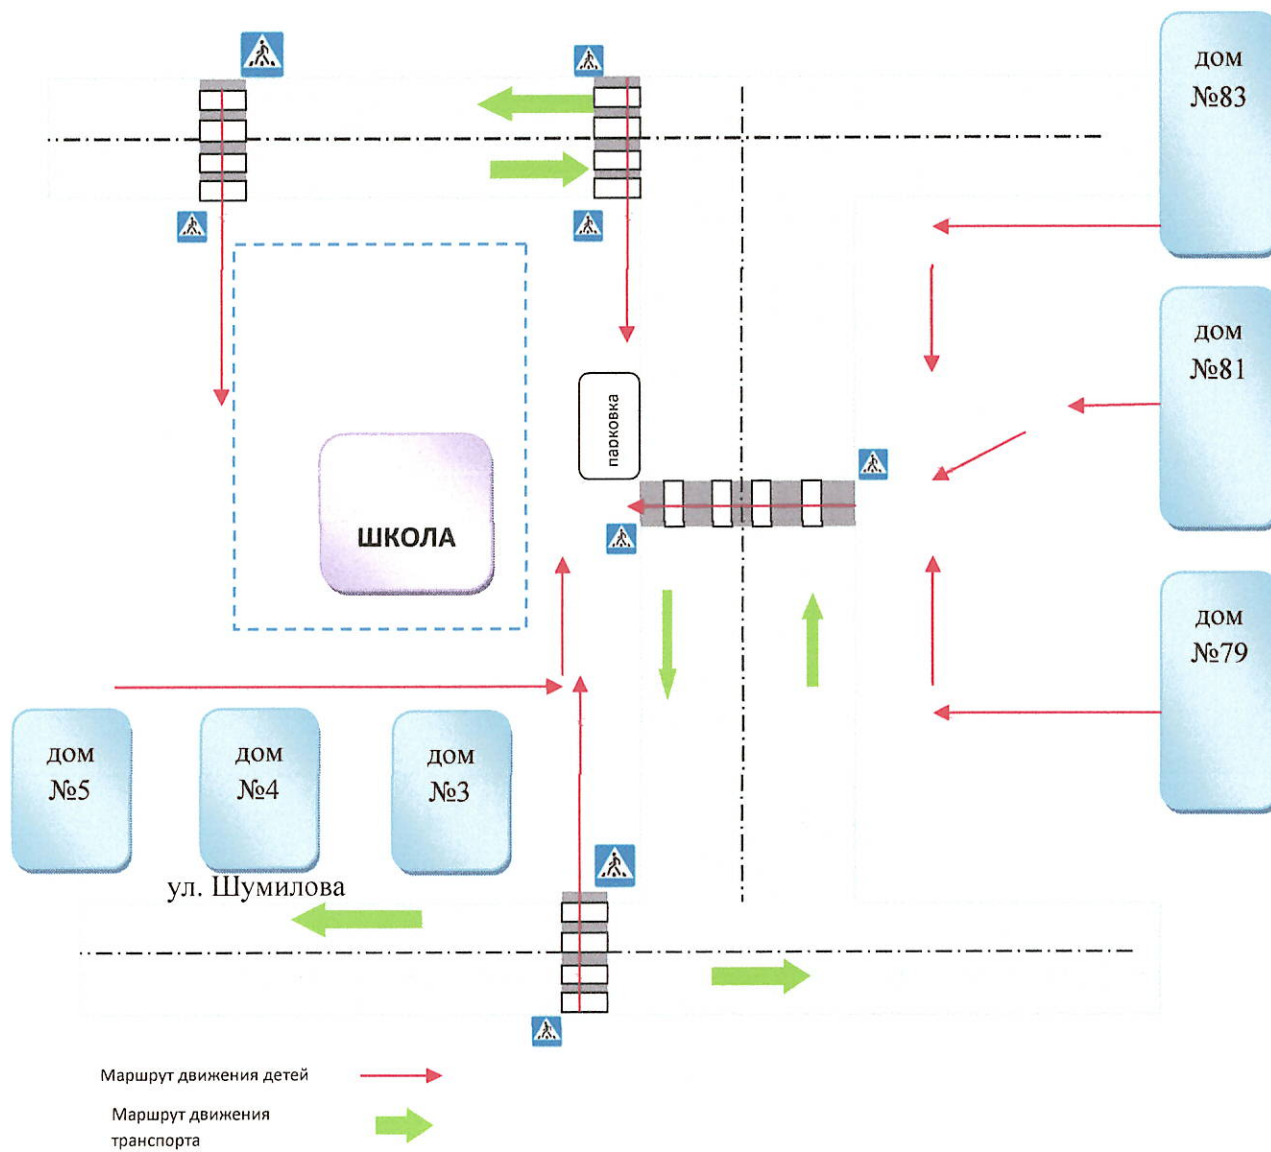 дом
№83
дом
№81
парковка
ШКОЛА
дом
№79
дом
№5
дом
№4
дом
№3
ул. Шумилова
Маршрут движения детей
Маршрут движения
транспорта